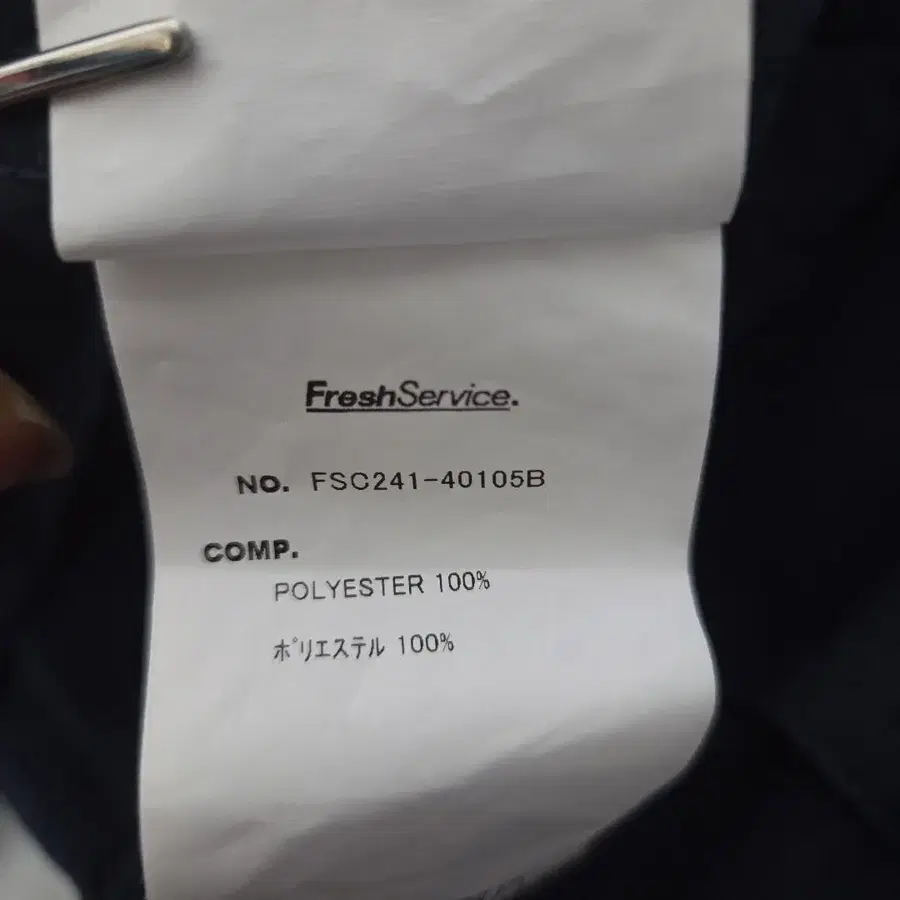 FreshService.
NO. FSC241-40105B
COMP.
POLYESTER 100%
ポリエステル 100%